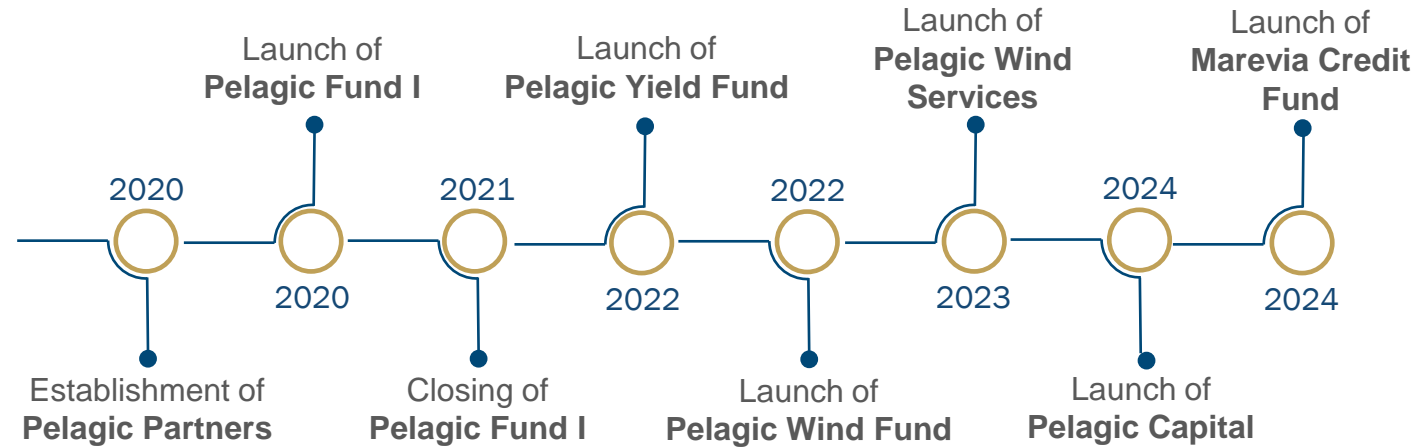 Launch of
Pelagic Fund I
Launch of
Pelagic Yield Fund
Launch of
Pelagic Wind
Services
Launch of
Marevia Credit
Fund
2020
2021
2022
2024
2020
2022
2023
2024
Establishment of
Pelagic Partners
Closing of
Pelagic Fund I
Launch of
Pelagic Wind Fund
Launch of
Pelagic Capital